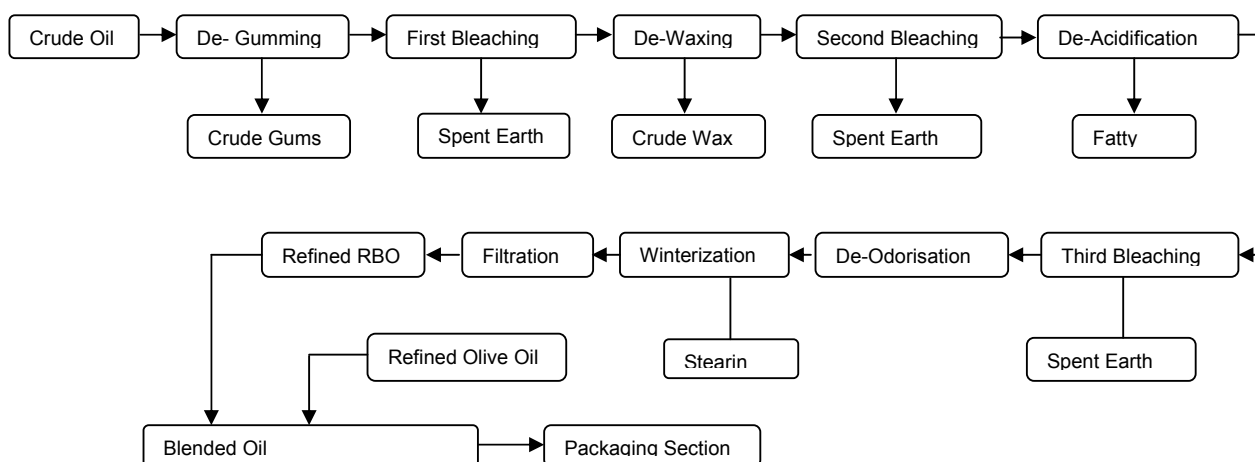 Crude Oil
De- Gumming
First Bleaching
De-Waxing
Second Bleaching
De-Acidification
Crude Gums
Spent Earth
Crude Wax
Spent Earth
Fatty
Refined RBO
Filtration
Winterization
De-Odorisation
Third Bleaching
Refined Olive Oil
Stearin
Spent Earth
Blended Oil
Packaging Section